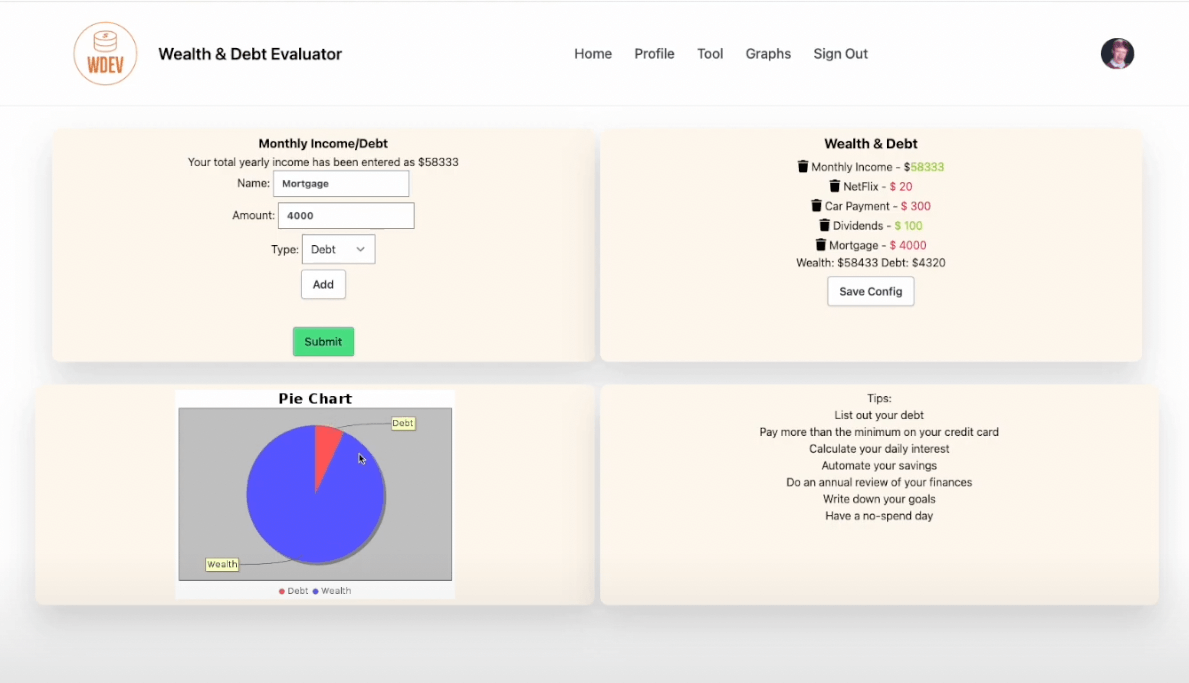 WDEV
Wealth & Debt Evaluator
Home Profile Tool Graphs Sign Out
Monthly Income/Debt
Your total yearly income has been entered as $58333
Name: Mortgage
Amount: 4000
Type: Debt
Add
Submit
Wealth & Debt
Monthly Income - $58333
NetFlix - $ 20
Car Payment - $ 300
Dividends - $ 100
Mortgage - $ 4000
Wealth: $58433 Debt: $4320
Save Config
Pie Chart
Debt
Wealth
Debt Wealth
Tips:
List out your debt
Pay more than the minimum on your credit card
Calculate your daily interest
Automate your savings
Do an annual review of your finances
Write down your goals
Have a no-spend day